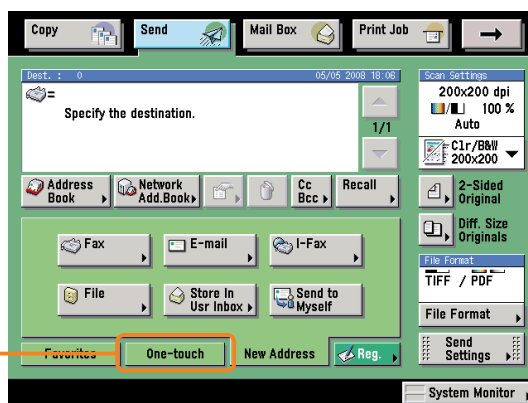 Copy
Send
Mail Box
Print Job
Dest. : 0
05/05 2008 18:06
Specify the destination.
1/1
Address
Book
Network
Add.Book
Cc
Bcc
Recall
Fax
E-mail
I-Fax
File
Store In
Usr Inbox
Send to
Myself
Favorites
One-touch
New Address
Reg.
Scan Settings
200x200 dpi
100 %
Auto
Clr/B&W
200x200
2-Sided
Original
Diff. Size
Originals
File Format
TIFF / PDF
File Format
Send
Settings
System Monitor